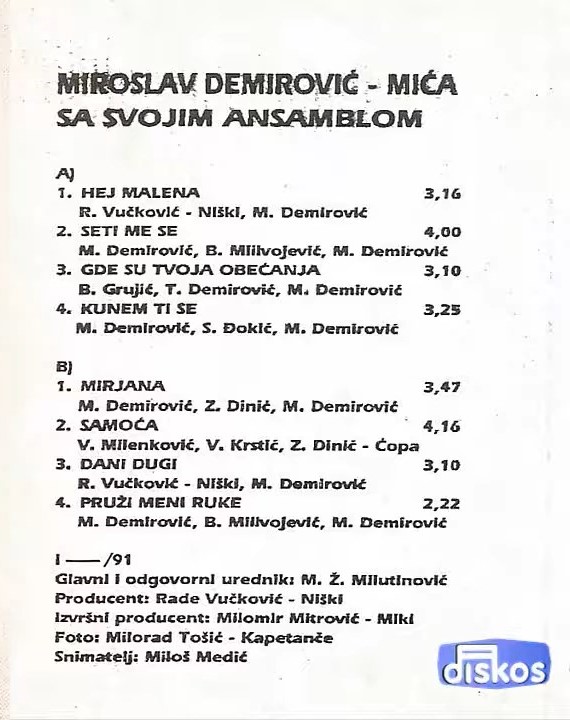 MIROSLAV DEMIROVIĆ - MIĆA
SA SVOJIM ANSAMBLOM
A)
1. HEJ MALENA 3,16
R. Vučković - Niški, M. Demirović
2. SETI ME SE 4,00
M. Demirović, B. Milivojević, M. Demirović
3. GDE SU TVOJA OBEĆANJA 3,10
B. Grujić, T. Demirović, M. Demirović
4. KUNEM TI SE 3,25
M. Demirović, S. Đokić, M. Demirović
B)
1. MIRJANA 3,47
M. Demirović, Z. Dinić, M. Demirović
2. SAMOĆA 4,16
V. Milenković, V. Krstić, Z. Dinić - Ćopa
3. DANI DUGI 3,10
R. Vučković - Niški, M. Demirović
4. PRUŽI MENI RUKE 2,22
M. Demirović, B. Milivojević, M. Demirović
I —— /91
Glavni i odgovorni urednik: M. Ž. Milutinović
Producent: Rade Vučković - Niški
Izvršni producent: Milomir Mitrović - Miki
Foto: Milorad Tošić - Kapetanče
Snimatelj: Miloš Medić
diskos